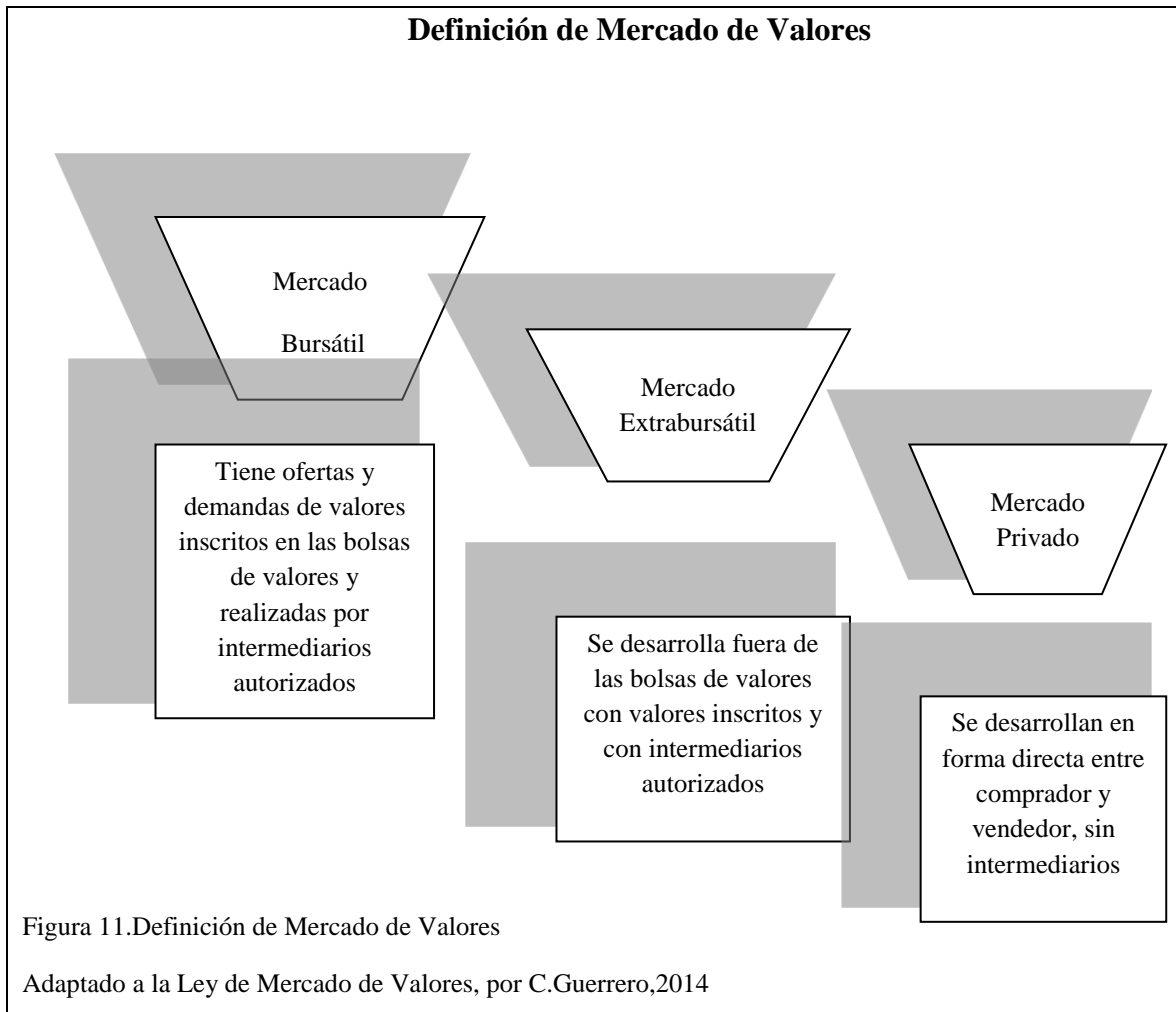 Definición de Mercado de Valores
Mercado
Bursátil
Tiene ofertas y
demandas de valores
inscritos en las bolsas
de valores y
realizadas por
intermediarios
autorizados
Mercado
Extrabursátil
Se desarrolla fuera de
las bolsas de valores
con valores inscritos y
con intermediarios
autorizados
Mercado
Privado
Se desarrollan en
forma directa entre
comprador y
vendedor, sin
intermediarios
Figura 11.Definición de Mercado de Valores
Adaptado a la Ley de Mercado de Valores, por C.Guerrero,2014